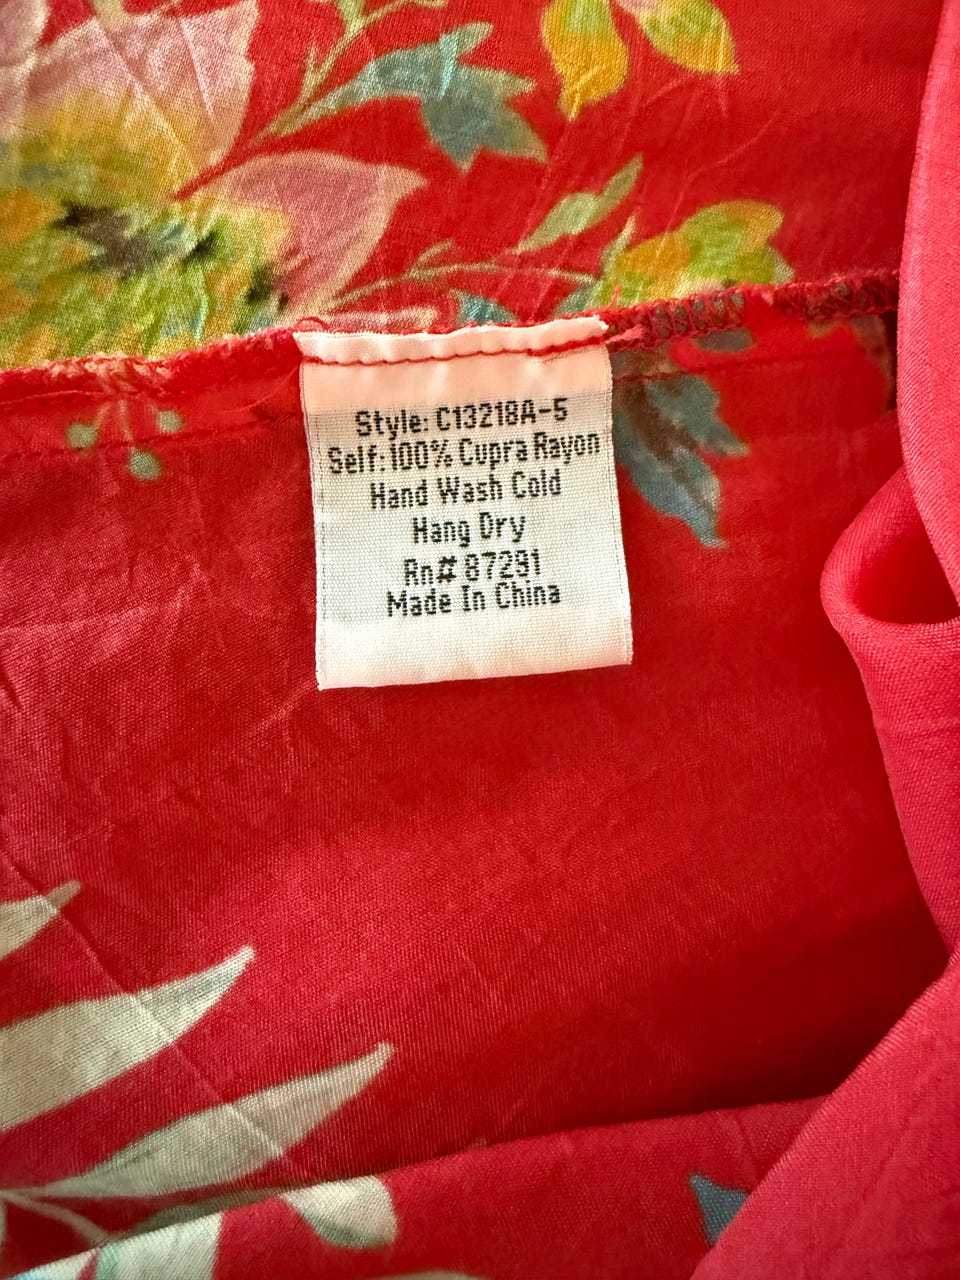 Style: C13218A-5
Self: 100% Cupra Rayon
Hand Wash Cold
Hang Dry
Rn# 87291
Made In China